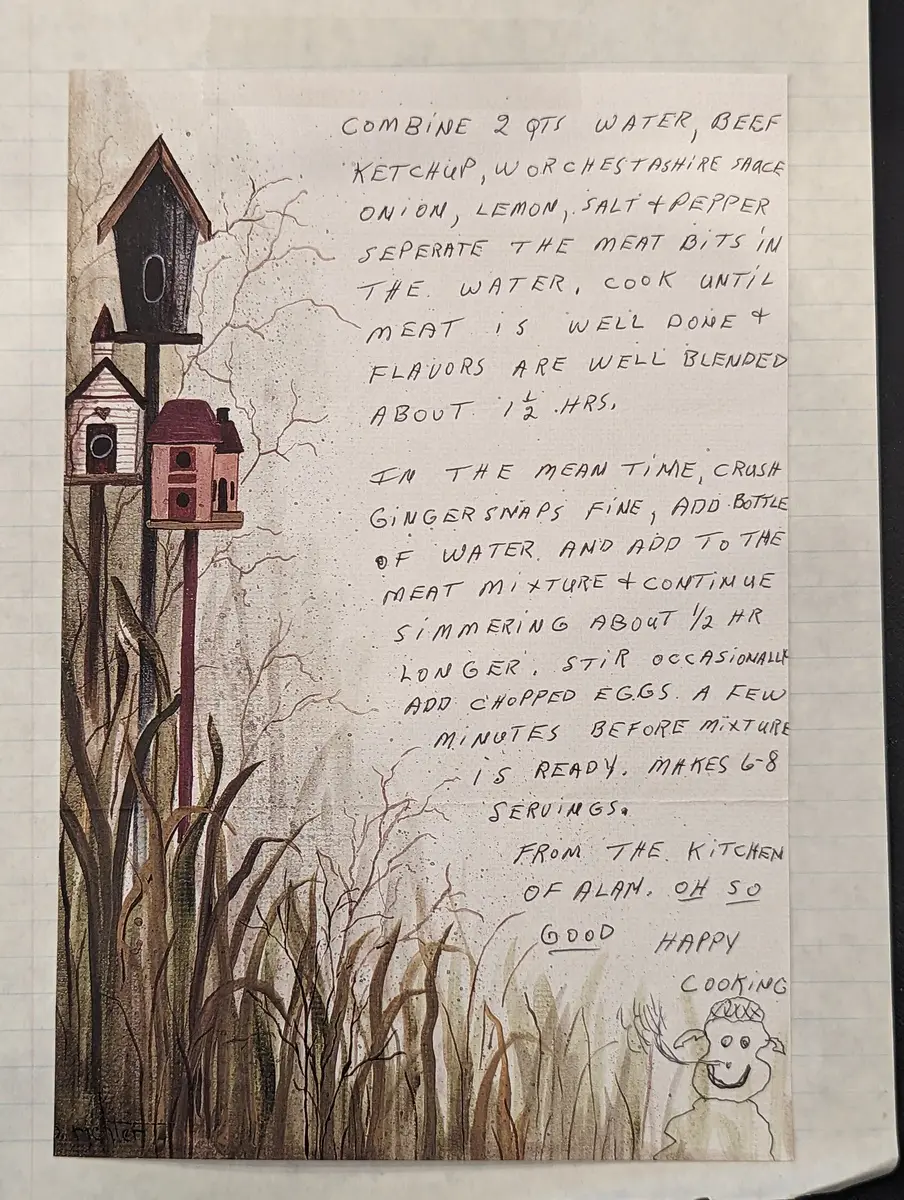 COMBINE 2 QTS WATER, BEEF
KETCHUP, WORCHESTASHIRE SAUCE
ONION, LEMON, SALT + PEPPER
SEPERATE THE MEAT BITS IN
THE WATER. COOK UNTIL
MEAT IS WELL DONE +
FLAVORS ARE WELL BLENDED
ABOUT 1 1/2 HRS.
IN THE MEAN TIME, CRUSH
GINGERSNAPS FINE, ADD BOTTLE
OF WATER AND ADD TO THE
MEAT MIXTURE + CONTINUE
SIMMERING ABOUT 1/2 HR
LONGER. STIR OCCASIONALLY
ADD CHOPPED EGGS. A FEW
MINUTES BEFORE MIXTURE
IS READY. MAKES 6-8
SERVINGS.
FROM THE KITCHEN
OF ALAN. OH SO
GOOD HAPPY
COOKING